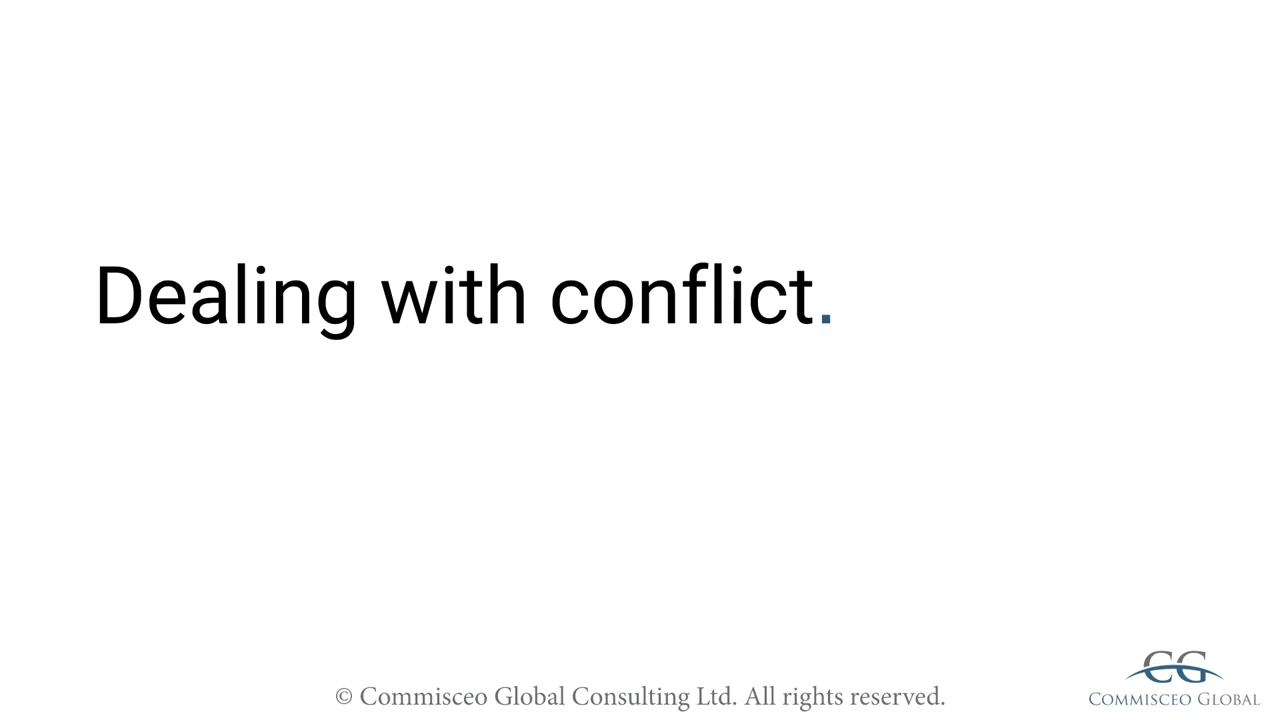 Dealing with conflict.
© Commisceo Global Consulting Ltd. All rights reserved.
CG
COMMISCEO GLOBAL